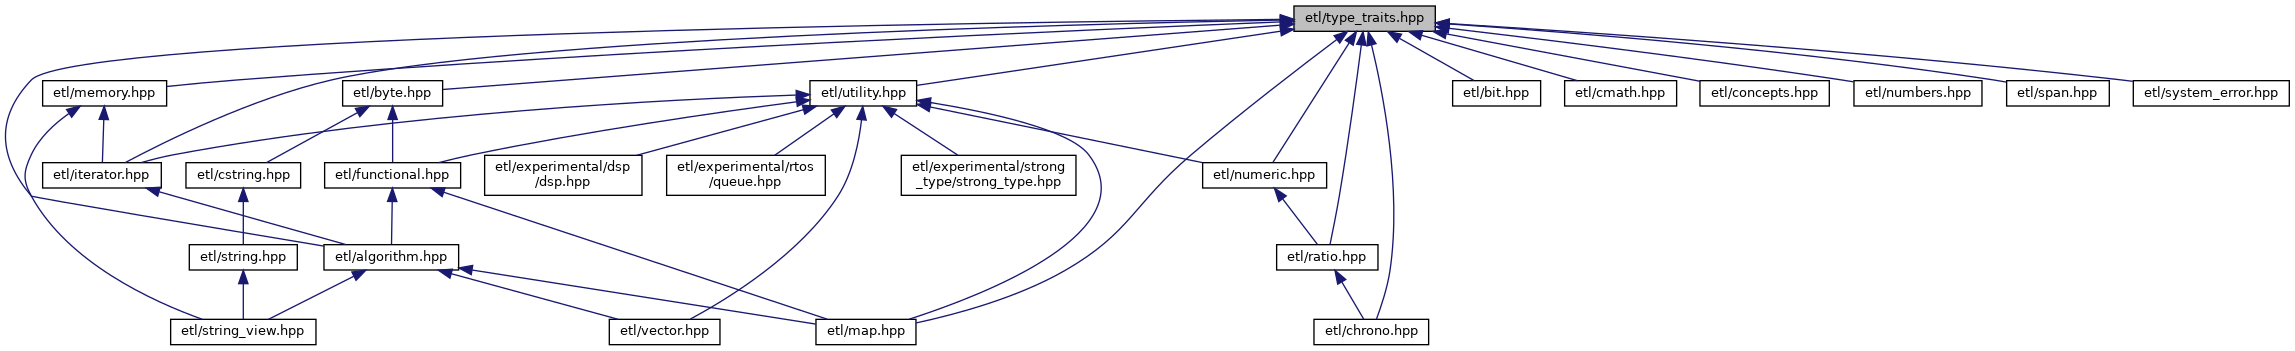 etl/type_traits.hpp
etl/memory.hpp
etl/byte.hpp
etl/utility.hpp
etl/bit.hpp
etl/cmath.hpp
etl/concepts.hpp
etl/numbers.hpp
etl/span.hpp
etl/system_error.hpp
etl/iterator.hpp
etl/cstring.hpp
etl/functional.hpp
etl/experimental/dsp
/dsp.hpp
etl/experimental/rtos
/queue.hpp
etl/experimental/strong
_type/strong_type.hpp
etl/numeric.hpp
etl/string.hpp
etl/algorithm.hpp
etl/ratio.hpp
etl/string_view.hpp
etl/vector.hpp
etl/map.hpp
etl/chrono.hpp